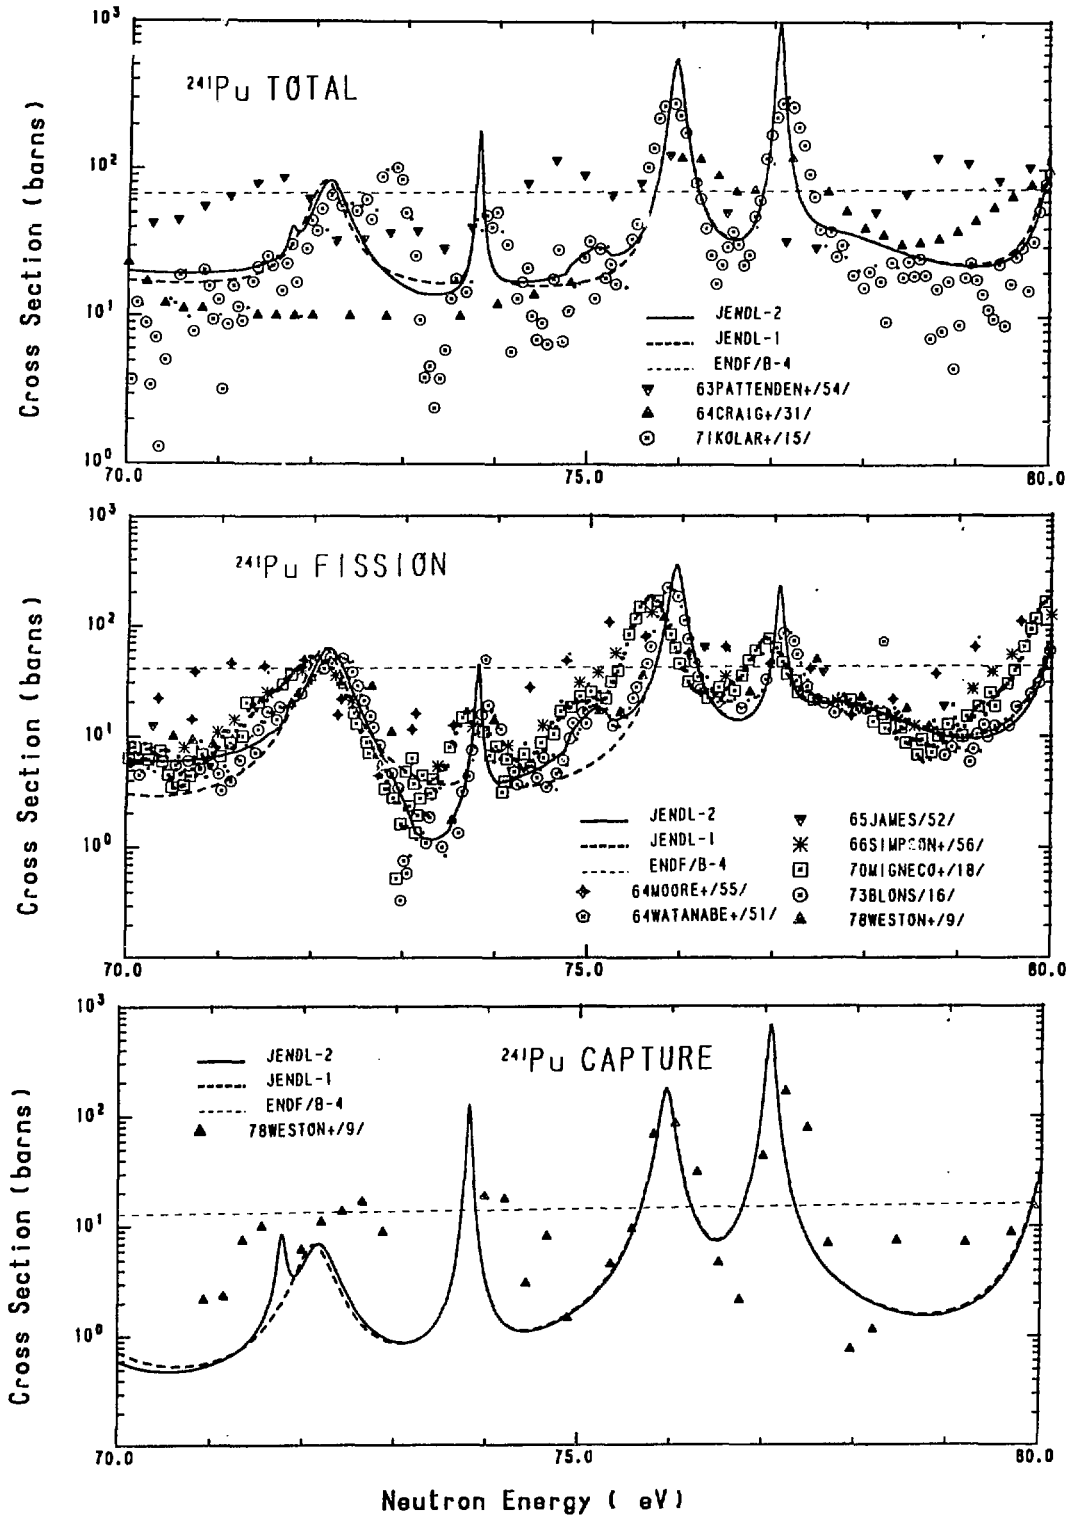 10³
²⁴¹Pu TOTAL
10²
10¹
10⁰
Cross Section (barns)
JENDL-2
JENDL-1
ENDF/B-4
63PATTENDEN+/54/
64CRAIG+/31/
71KOLAR+/15/
70.0 75.0 80.0
10³
²⁴¹Pu FISSION
10²
10¹
10⁰
Cross Section (barns)
JENDL-2
JENDL-1
ENDF/B-4
64MOORE+/55/
64WATANABE+/51/
65JAMES/52/
66SIMPSON+/56/
70MIGNECO+/18/
73BLONS/16/
78WESTON+/9/
70.0 75.0 80.0
10³
JENDL-2
JENDL-1
ENDF/B-4
78WESTON+/9/
²⁴¹Pu CAPTURE
10²
10¹
10⁰
Cross Section (barns)
70.0 75.0 80.0
Neutron Energy ( eV)